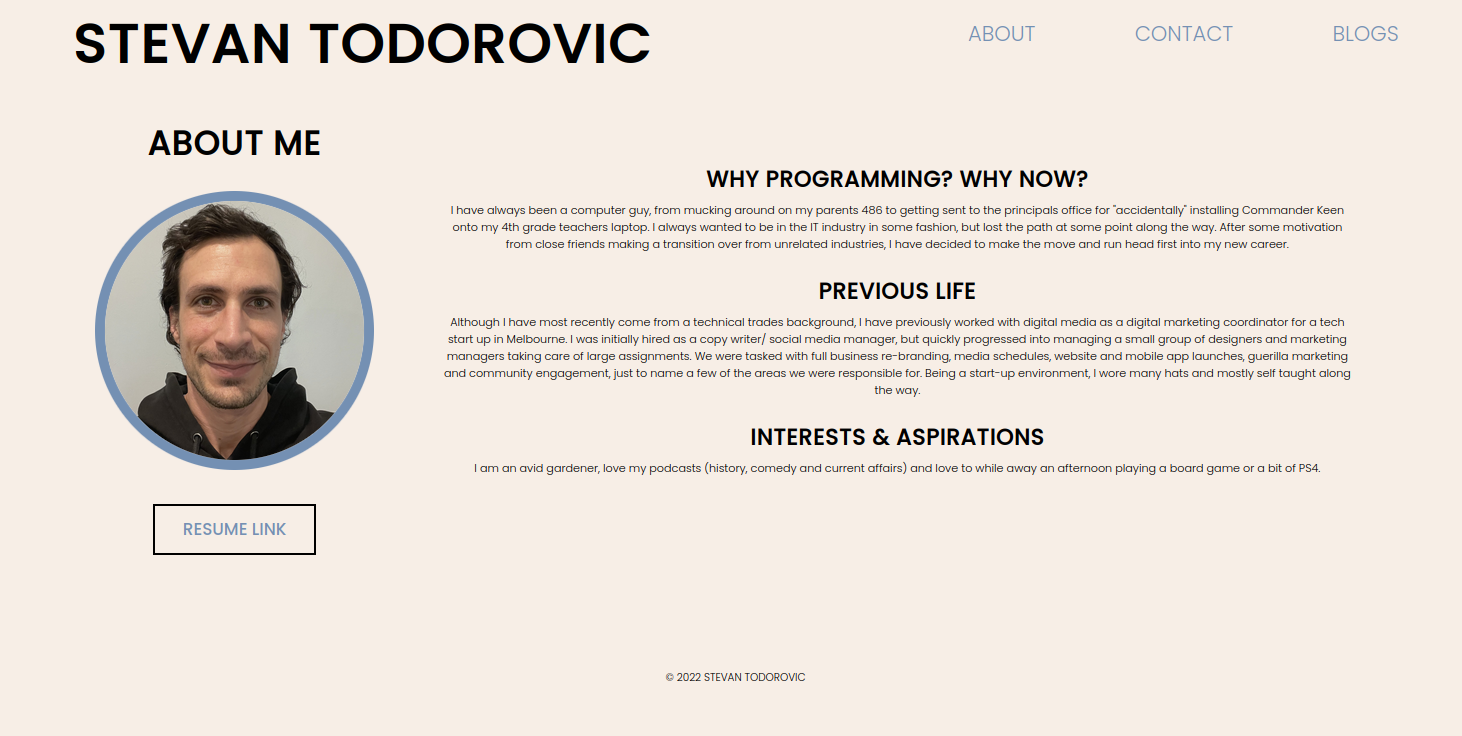 STEVAN TODOROVIC
ABOUT
CONTACT
BLOGS
ABOUT ME
RESUME LINK
WHY PROGRAMMING? WHY NOW?
I have always been a computer guy, from mucking around on my parents 486 to getting sent to the principals office for "accidentally" installing Commander Keen
onto my 4th grade teachers laptop. I always wanted to be in the IT industry in some fashion, but lost the path at some point along the way. After some motivation
from close friends making a transition over from unrelated industries, I have decided to make the move and run head first into my new career.
PREVIOUS LIFE
Although I have most recently come from a technical trades background, I have previously worked with digital media as a digital marketing coordinator for a tech
start up in Melbourne. I was initially hired as a copy writer/ social media manager, but quickly progressed into managing a small group of designers and marketing
managers taking care of large assignments. We were tasked with full business re-branding, media schedules, website and mobile app launches, guerilla marketing
and community engagement, just to name a few of the areas we were responsible for. Being a start-up environment, I wore many hats and mostly self taught along
the way.
INTERESTS & ASPIRATIONS
I am an avid gardener, love my podcasts (history, comedy and current affairs) and love to while away an afternoon playing a board game or a bit of PS4.
© 2022 STEVAN TODOROVIC